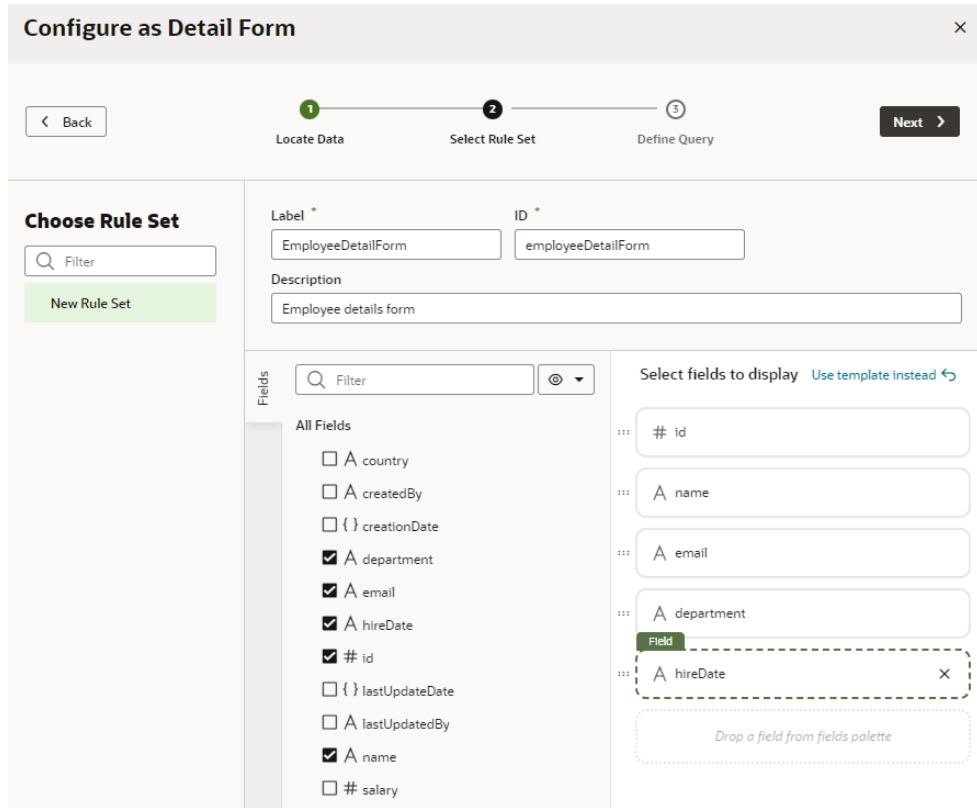 Configure as Detail Form
Back
1
2
3
Locate Data
Select Rule Set
Define Query
Next
Choose Rule Set
Filter
New Rule Set
Label *
ID *
EmployeeDetailForm
employeeDetailForm
Description
Employee details form
Fields
Filter
All Fields
A country
A createdBy
{ } creationDate
A department
A email
A hireDate
# id
{ } lastUpdateDate
A lastUpdatedBy
A name
# salary
Select fields to display Use template instead
# id
A name
A email
A department
Field
A hireDate
Drop a field from fields palette